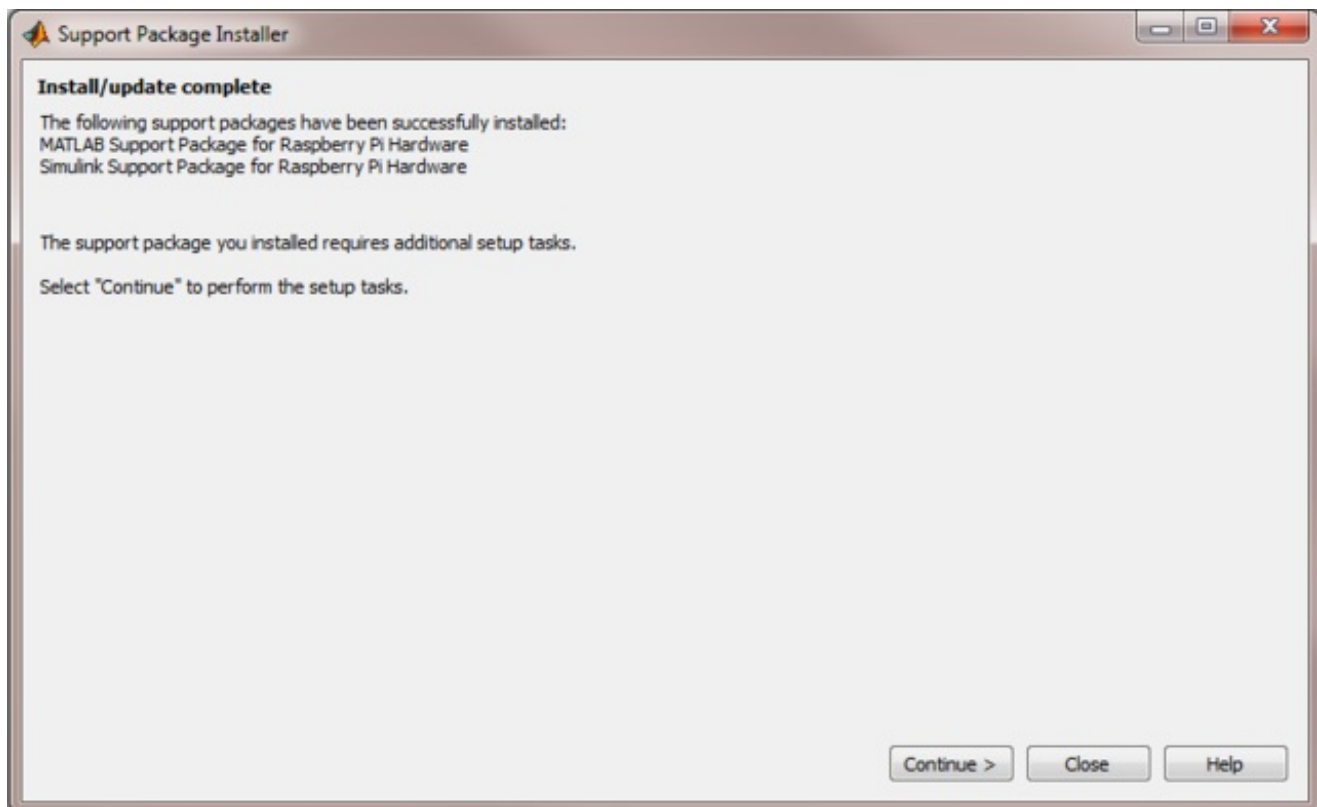 Support Package Installer
Install/update complete
The following support packages have been successfully installed:
MATLAB Support Package for Raspberry Pi Hardware
Simulink Support Package for Raspberry Pi Hardware
The support package you installed requires additional setup tasks.
Select "Continue" to perform the setup tasks.
Continue > Close Help